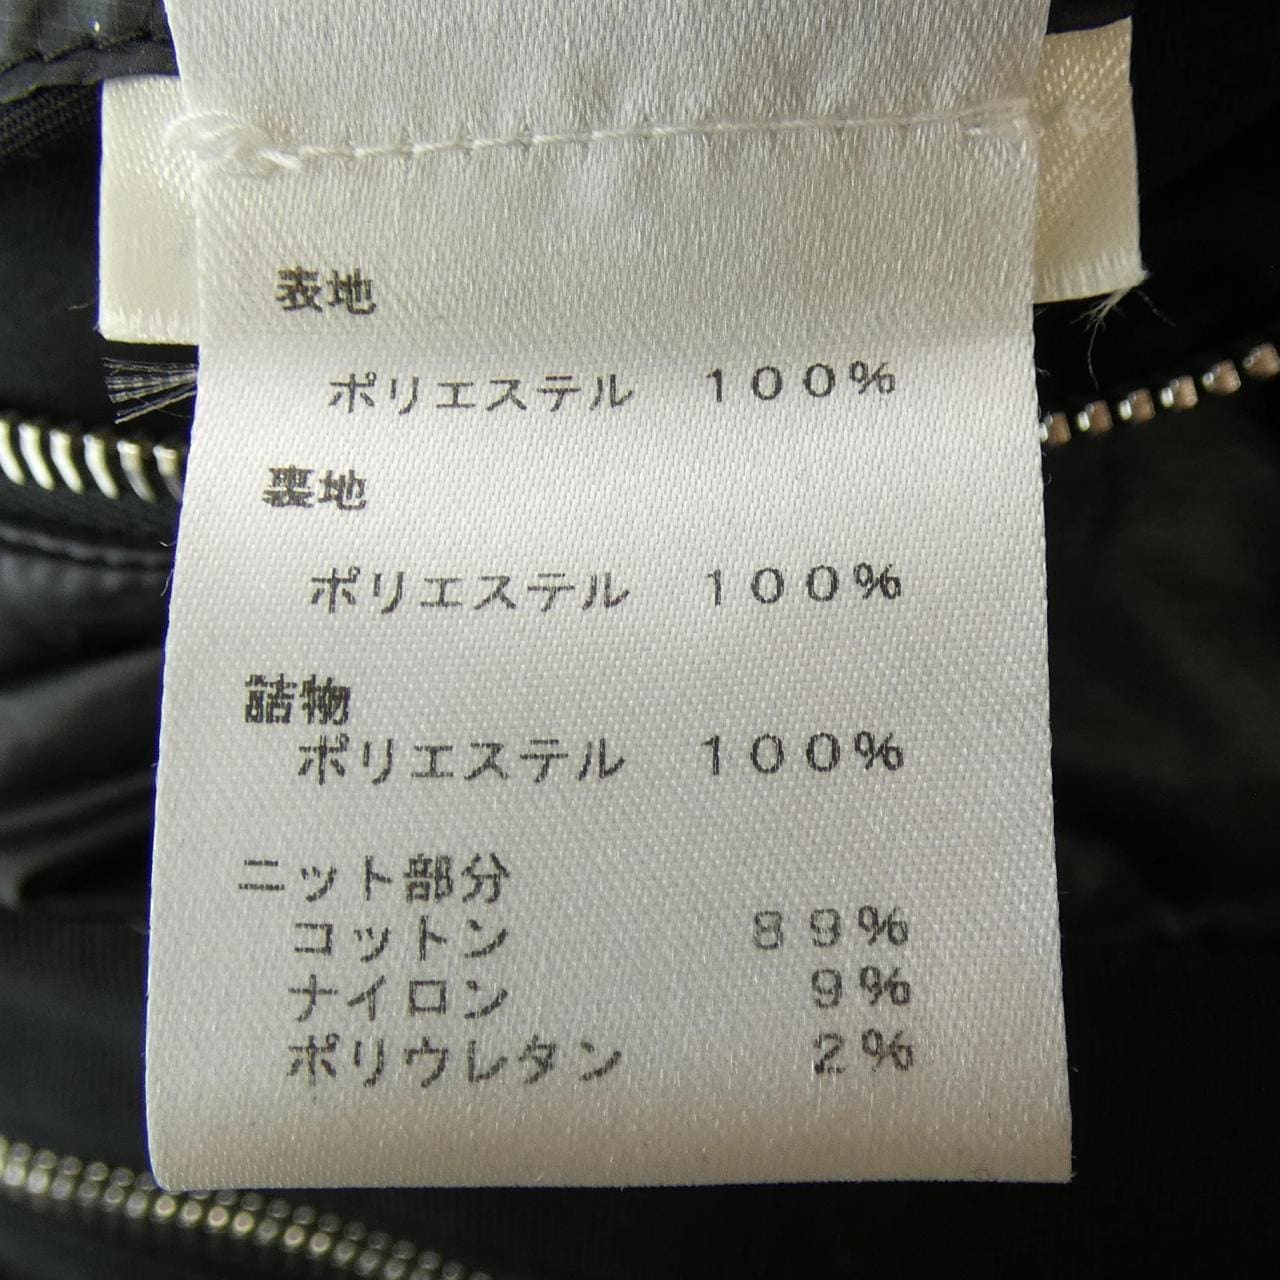 表地
ポリエステル 100%
裏地
ポリエステル 100%
詰物
ポリエステル 100%
ニット部分
コットン 89%
ナイロン 9%
ポリウレタン 2%